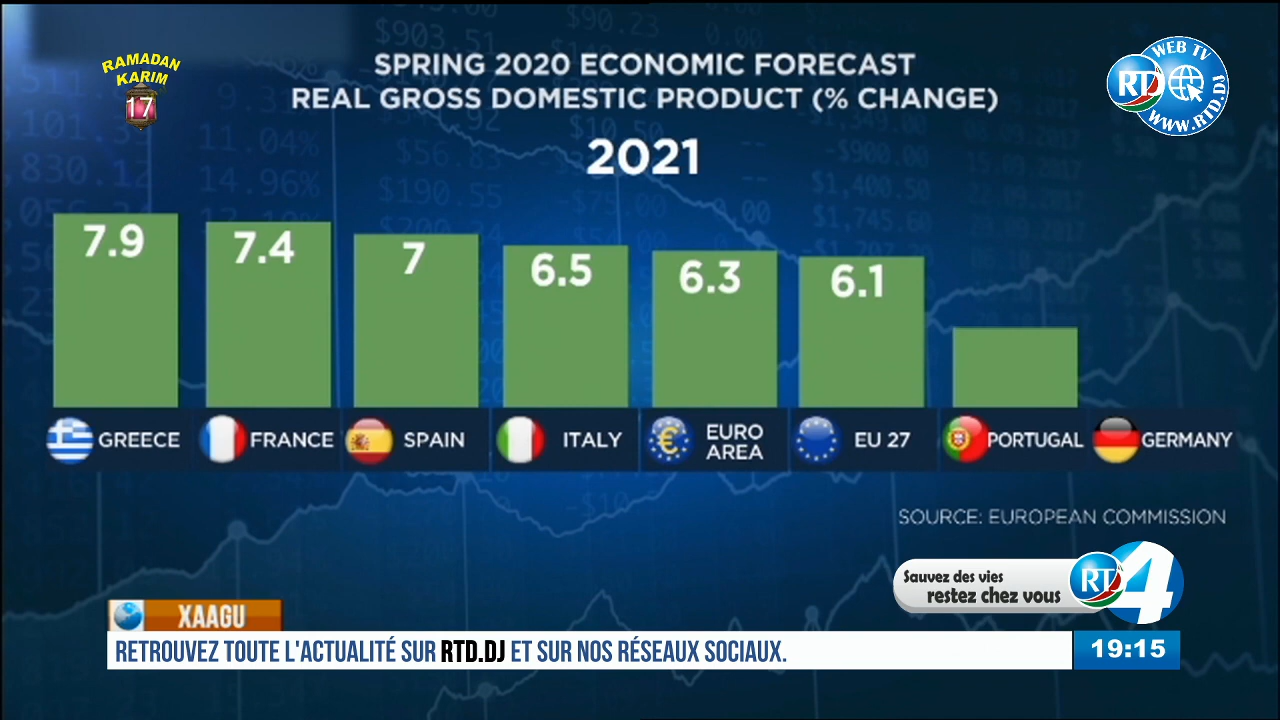 RAMADAN
KARIM
17
SPRING 2020 ECONOMIC FORECAST
REAL GROSS DOMESTIC PRODUCT (% CHANGE)
2021
WEB TV
RTD
WWW.RTD.DJ
7.9
7.4
7
6.5
6.3
6.1
GREECE
FRANCE
SPAIN
ITALY
EURO
AREA
EU 27
PORTUGAL
GERMANY
SOURCE: EUROPEAN COMMISSION
Sauvez des vies
restez chez vous
RT
4
XAAGU
RETROUVEZ TOUTE L'ACTUALITÉ SUR RTD.DJ ET SUR NOS RÉSEAUX SOCIAUX.
19:15